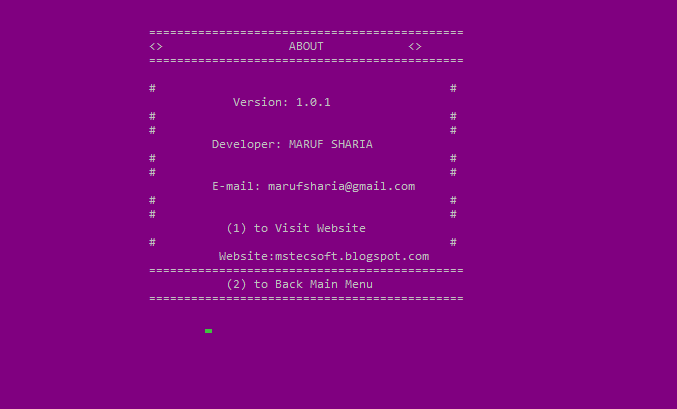 =============================================
<> ABOUT <>
=============================================
# #
Version: 1.0.1
# #
# #
Developer: MARUF SHARIA
# #
# #
E-mail: marufsharia@gmail.com
# #
# #
(1) to Visit Website
# #
Website:mstecsoft.blogspot.com
=============================================
(2) to Back Main Menu
=============================================